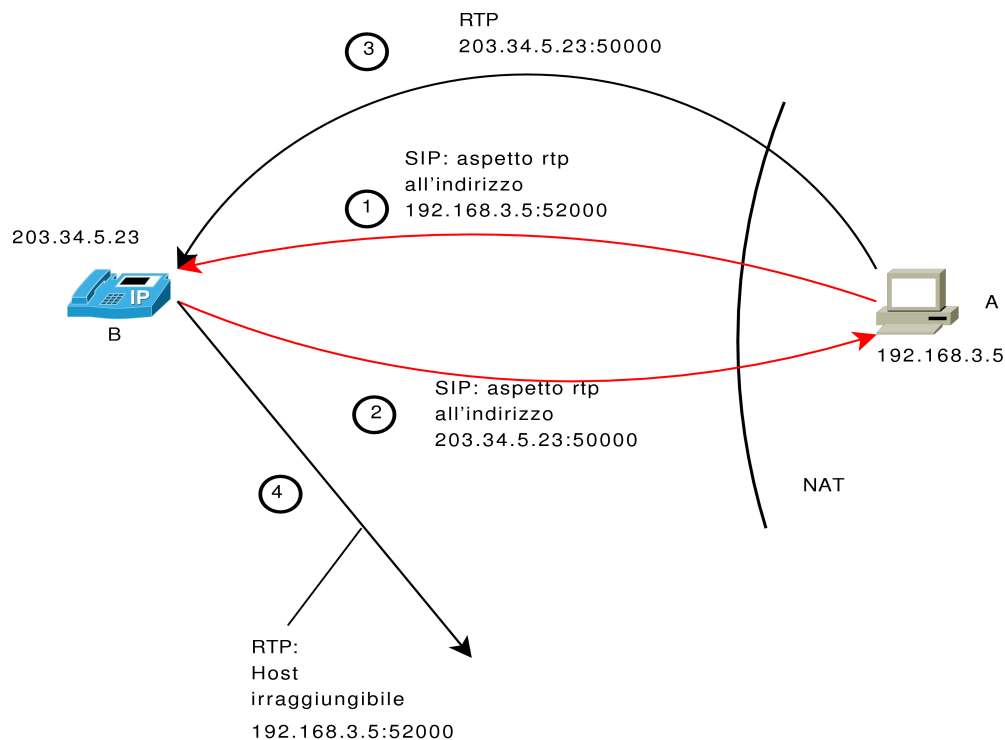 RTP
203.34.5.23:50000
3
SIP: aspetto rtp
all'indirizzo
192.168.3.5:52000
1
203.34.5.23
IP
B
A
192.168.3.5
SIP: aspetto rtp
all'indirizzo
203.34.5.23:50000
2
NAT
4
RTP:
Host
irraggiungibile
192.168.3.5:52000